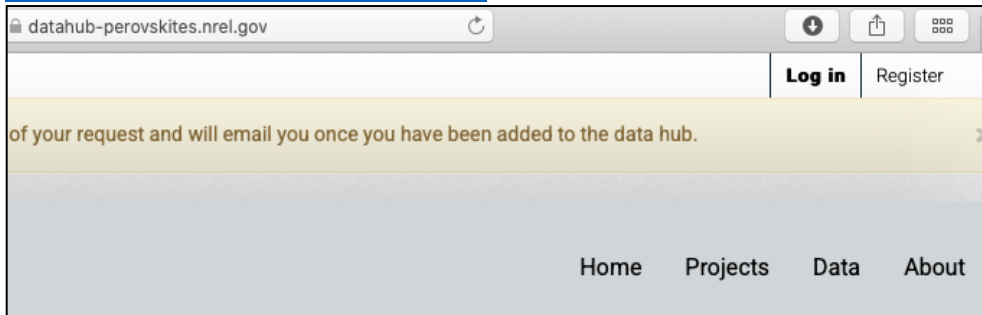 datahub-perovskites.nrel.gov
Log in Register
of your request and will email you once you have been added to the data hub.
Home Projects Data About